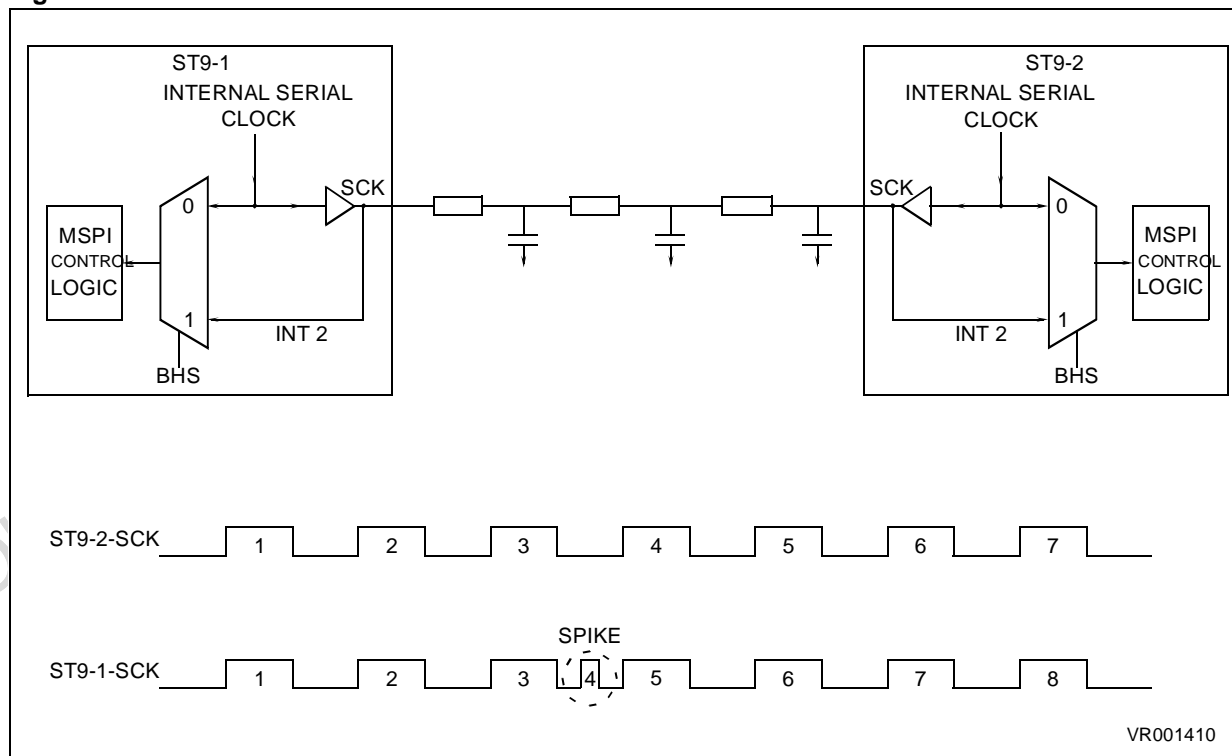 ST9-1
INTERNAL SERIAL
CLOCK
SCK
0
MSPI
CONTROL
LOGIC
1
INT 2
BHS
ST9-2
INTERNAL SERIAL
CLOCK
SCK
0
MSPI
CONTROL
LOGIC
1
INT 2
BHS
ST9-2-SCK 1 2 3 4 5 6 7
SPIKE
ST9-1-SCK 1 2 3 4 5 6 7 8
VR001410